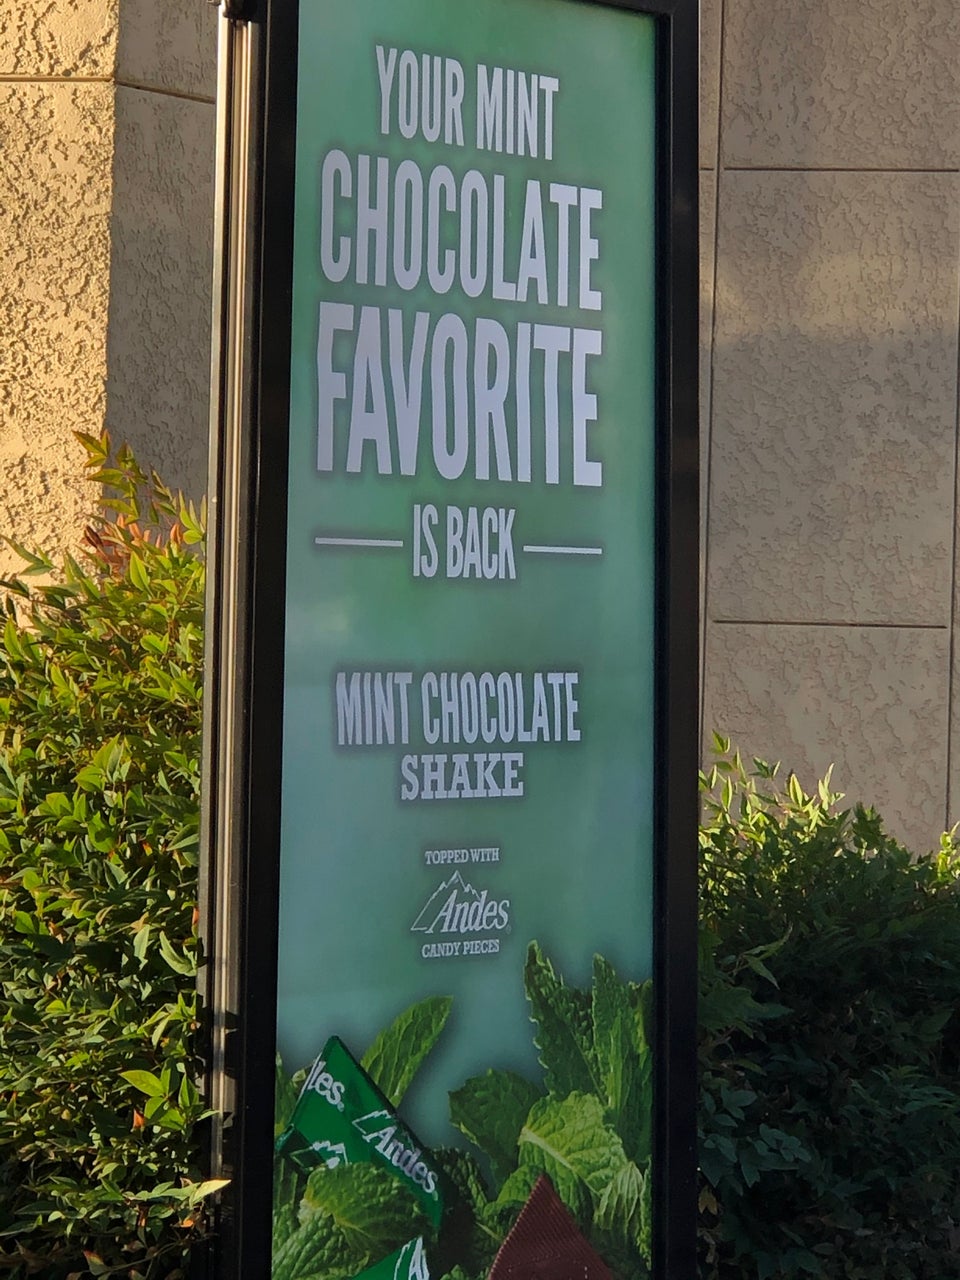 YOUR MINT
CHOCOLATE
FAVORITE
IS BACK
MINT CHOCOLATE
SHAKE
TOPPED WITH
Andes
CANDY PIECES
Andes